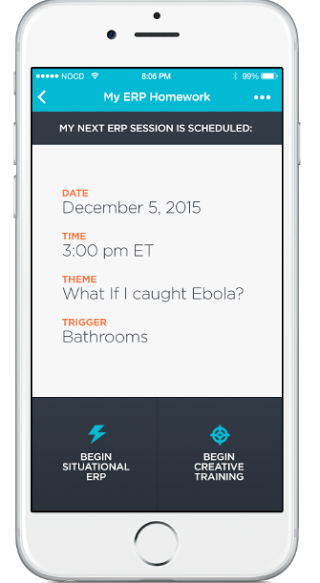 NOCD 8:06 PM 99%
My ERP Homework
MY NEXT ERP SESSION IS SCHEDULED:
DATE
December 5, 2015
TIME
3:00 pm ET
THEME
What If I caught Ebola?
TRIGGER
Bathrooms
BEGIN
SITUATIONAL
ERP
BEGIN
CREATIVE
TRAINING